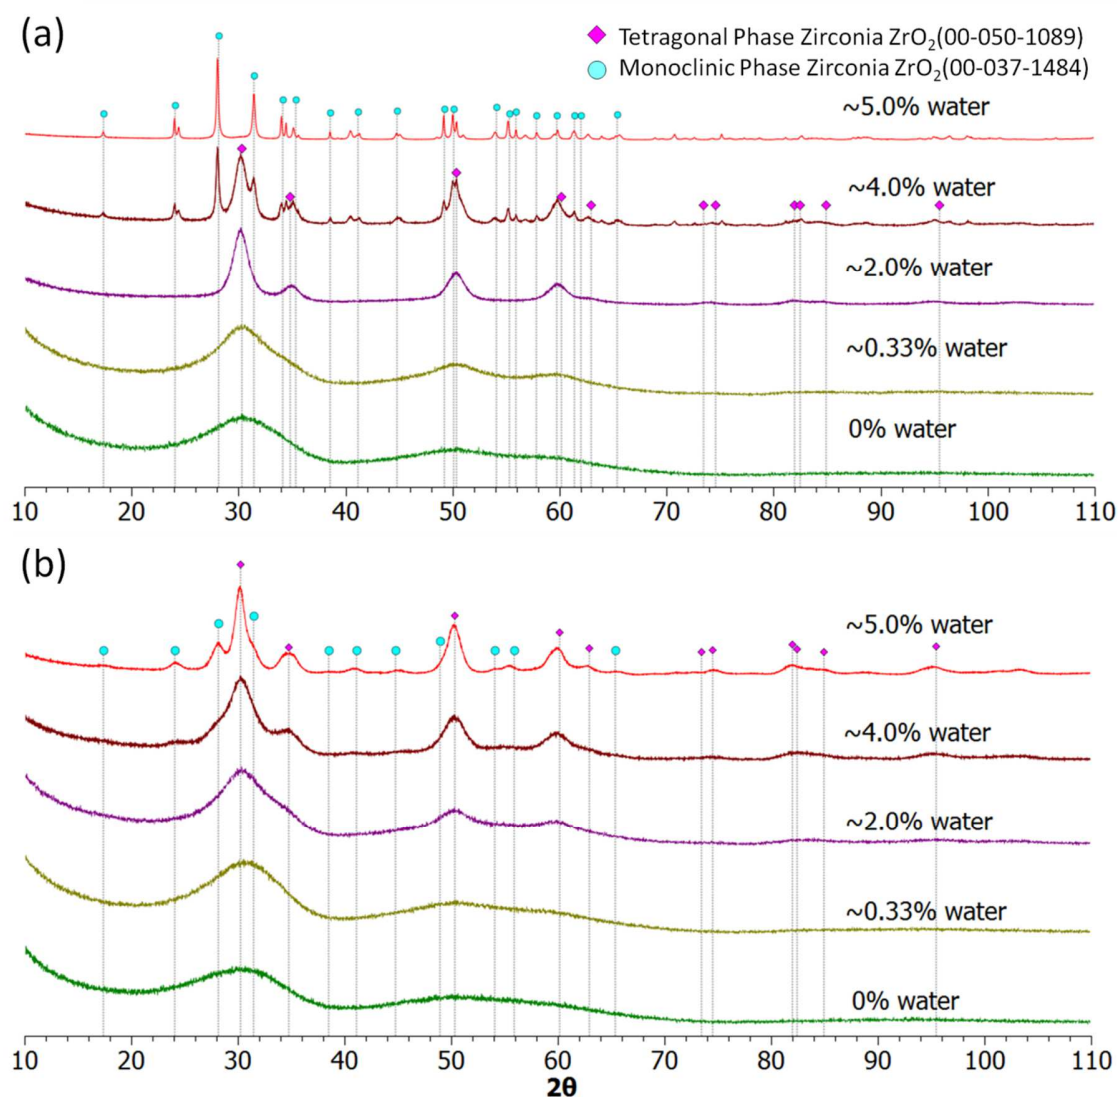 (a)
Tetragonal Phase Zirconia ZrO₂(00-050-1089)
Monoclinic Phase Zirconia ZrO₂(00-037-1484)
~5.0% water
~4.0% water
~2.0% water
~0.33% water
0% water
10 20 30 40 50 60 70 80 90 100 110
(b)
~5.0% water
~4.0% water
~2.0% water
~0.33% water
0% water
10 20 30 40 50 60 70 80 90 100 110
2θ